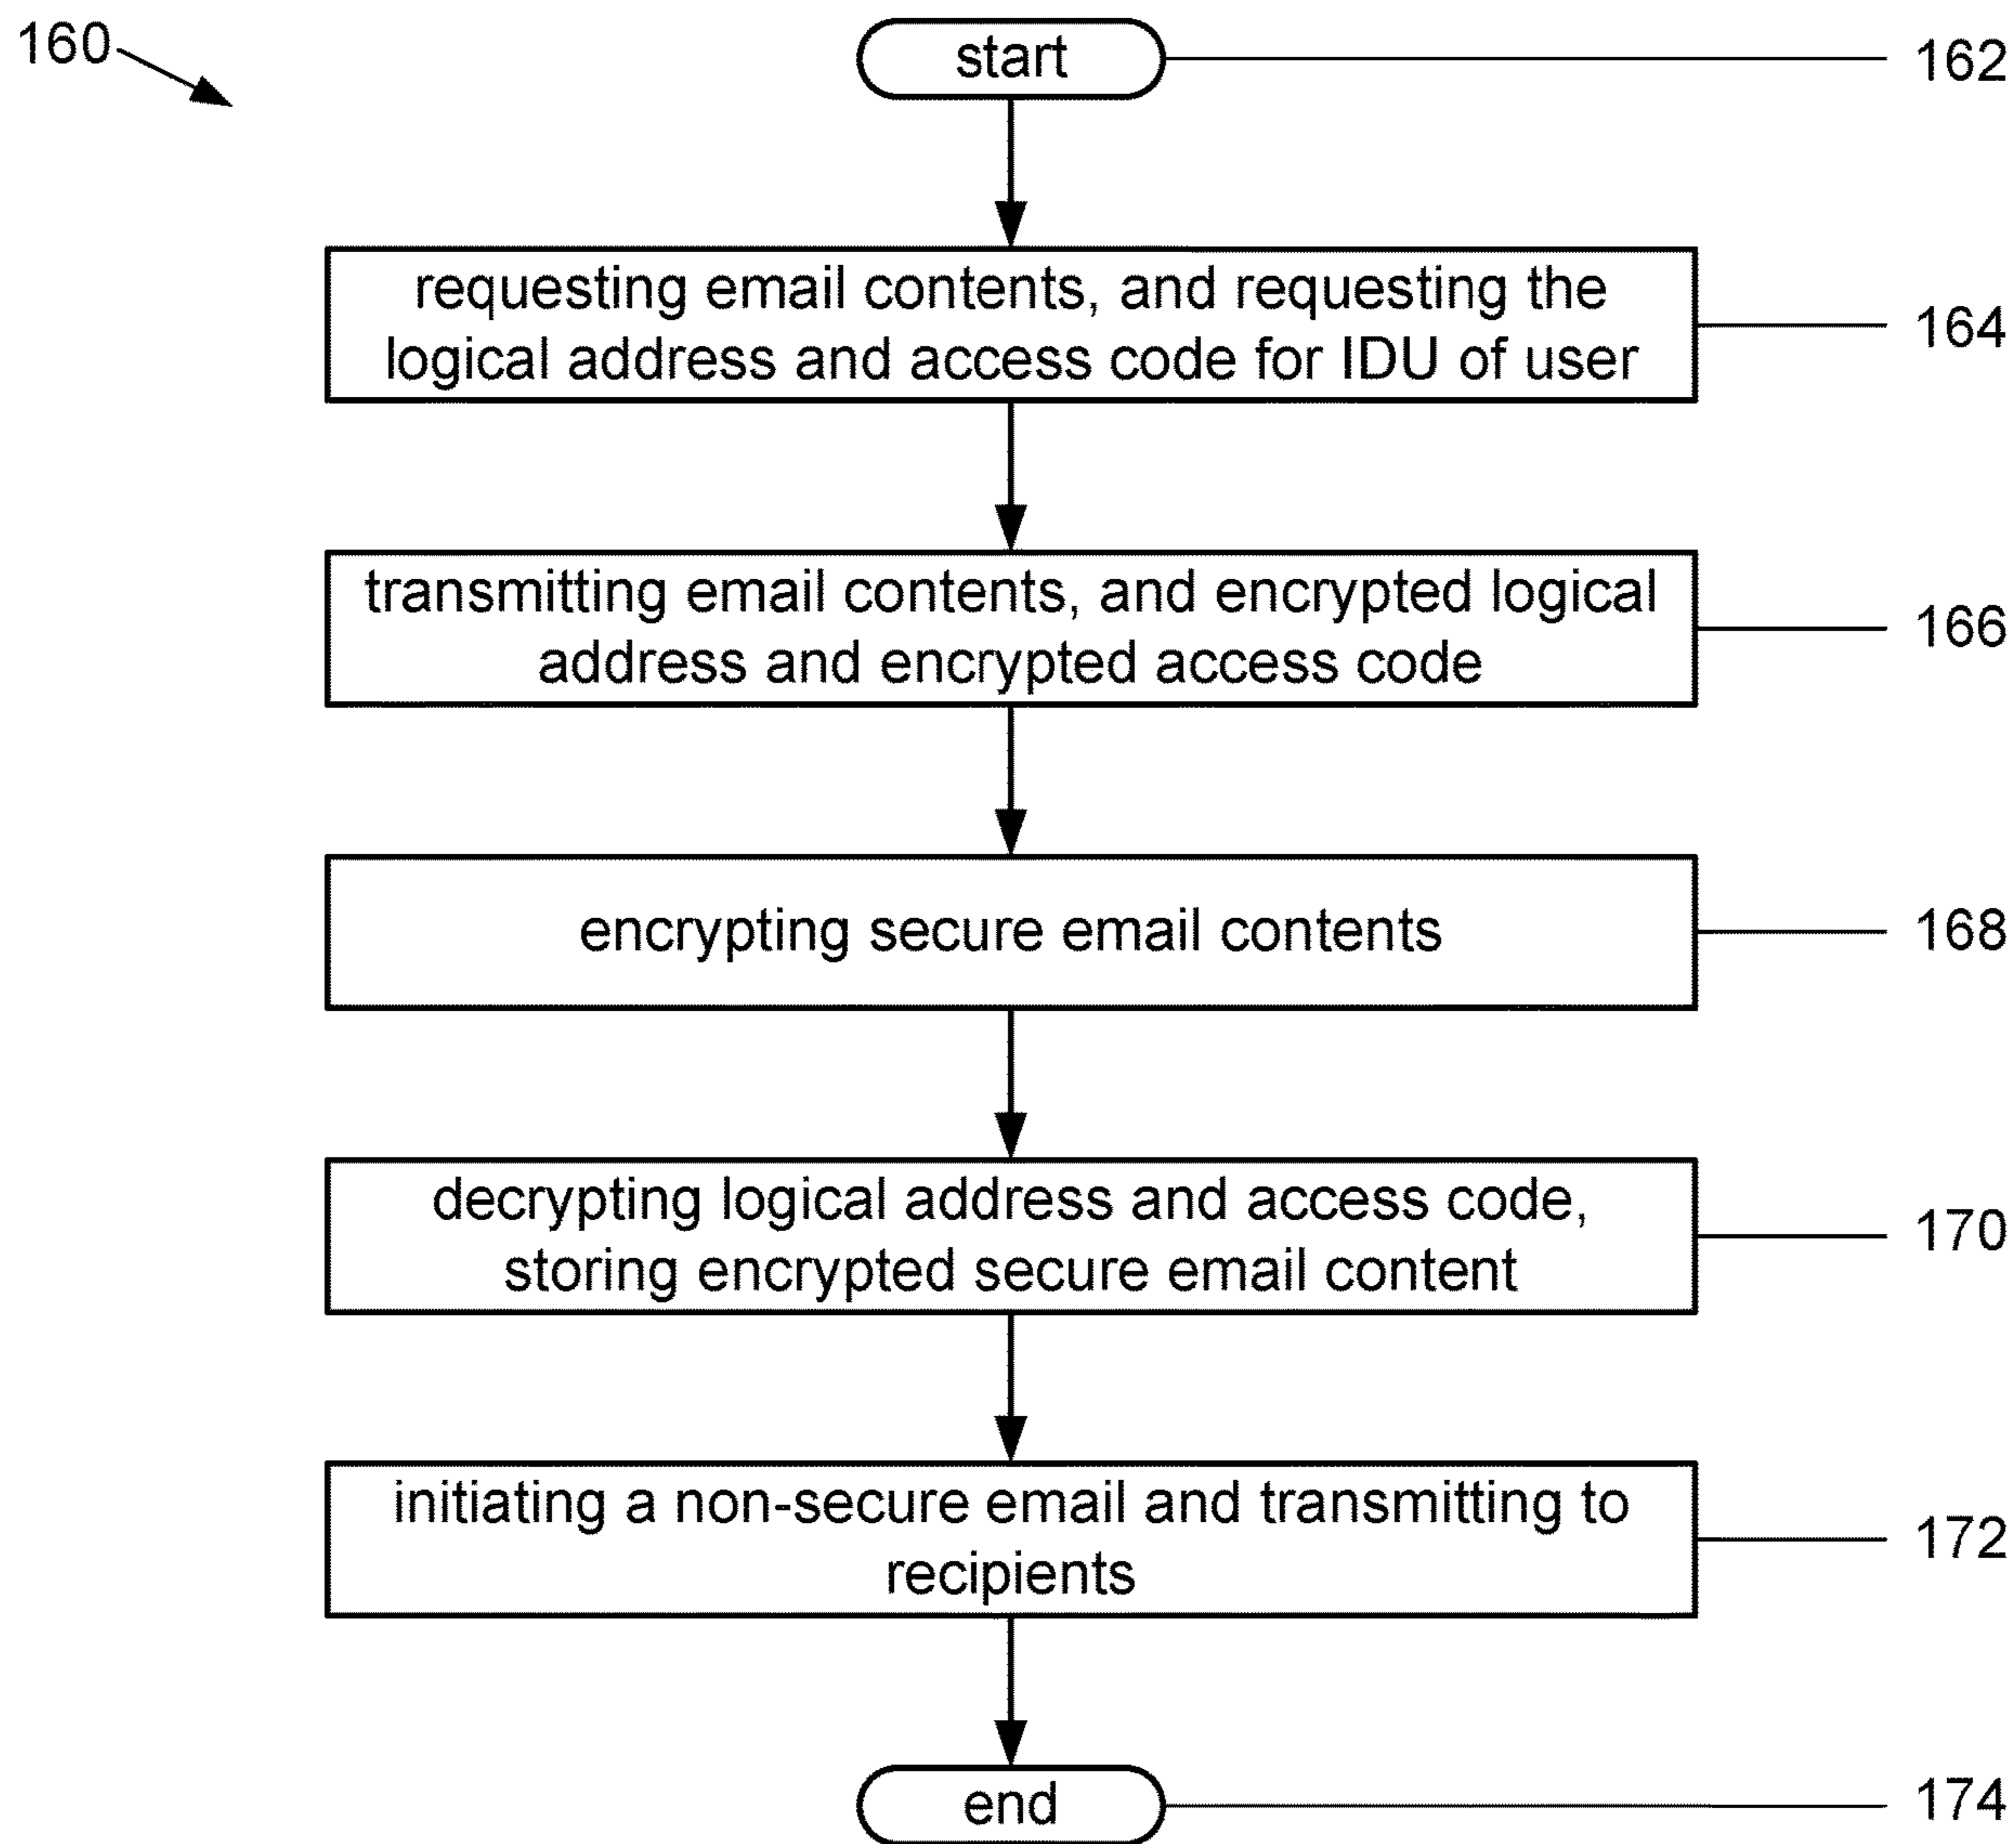 160
start
162
requesting email contents, and requesting the
logical address and access code for IDU of user
164
transmitting email contents, and encrypted logical
address and encrypted access code
166
encrypting secure email contents
168
decrypting logical address and access code,
storing encrypted secure email content
170
initiating a non-secure email and transmitting to
recipients
172
end
174